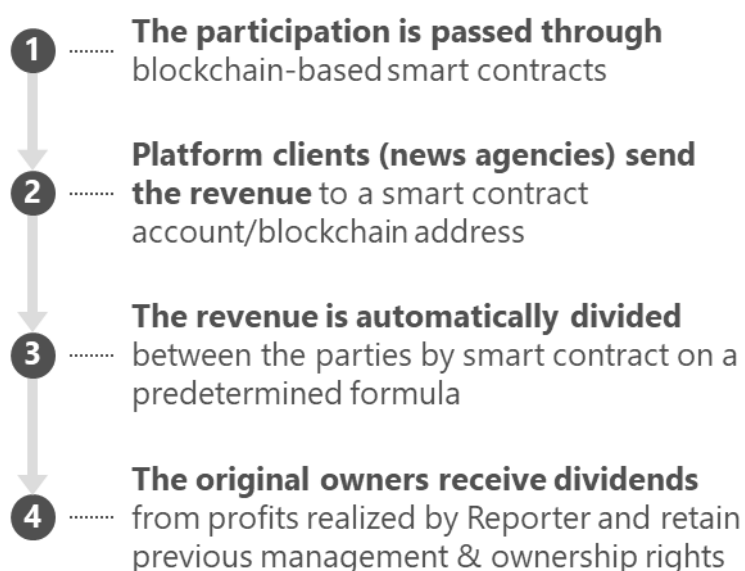 1
The participation is passed through
blockchain-based smart contracts
2
Platform clients (news agencies) send
the revenue to a smart contract
account/blockchain address
3
The revenue is automatically divided
between the parties by smart contract on a
predetermined formula
4
The original owners receive dividends
from profits realized by Reporter and retain
previous management & ownership rights